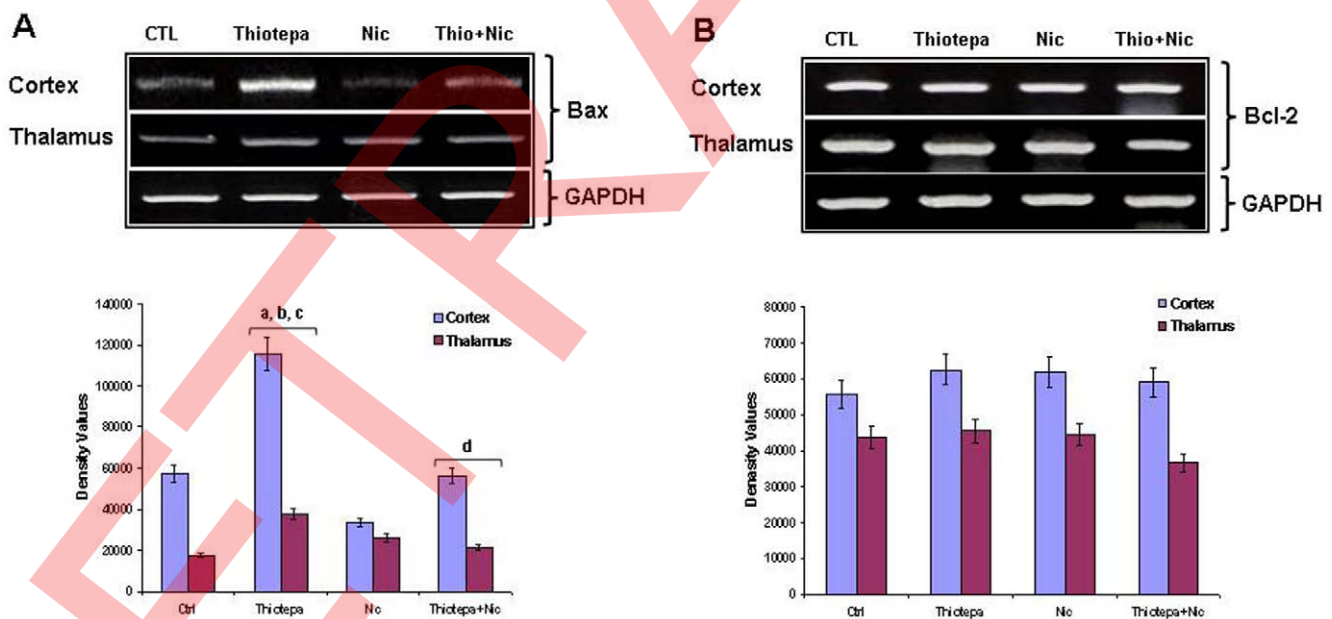 A
CTL Thiotepa Nic Thio+Nic
Cortex
Thalamus
Bax
GAPDH
140000
120000
100000
80000
60000
40000
20000
0
Density Values
a, b, c
d
Cortex
Thalamus
Ctrl Thiotepa Nic Thiotepa+Nic
B
CTL Thiotepa Nic Thio+Nic
Cortex
Thalamus
Bcl-2
GAPDH
80000
70000
60000
50000
40000
30000
20000
10000
0
Denasity Values
Cortex
Thalamus
Ctrl Thiotepa Nic Thiotepa+Nic